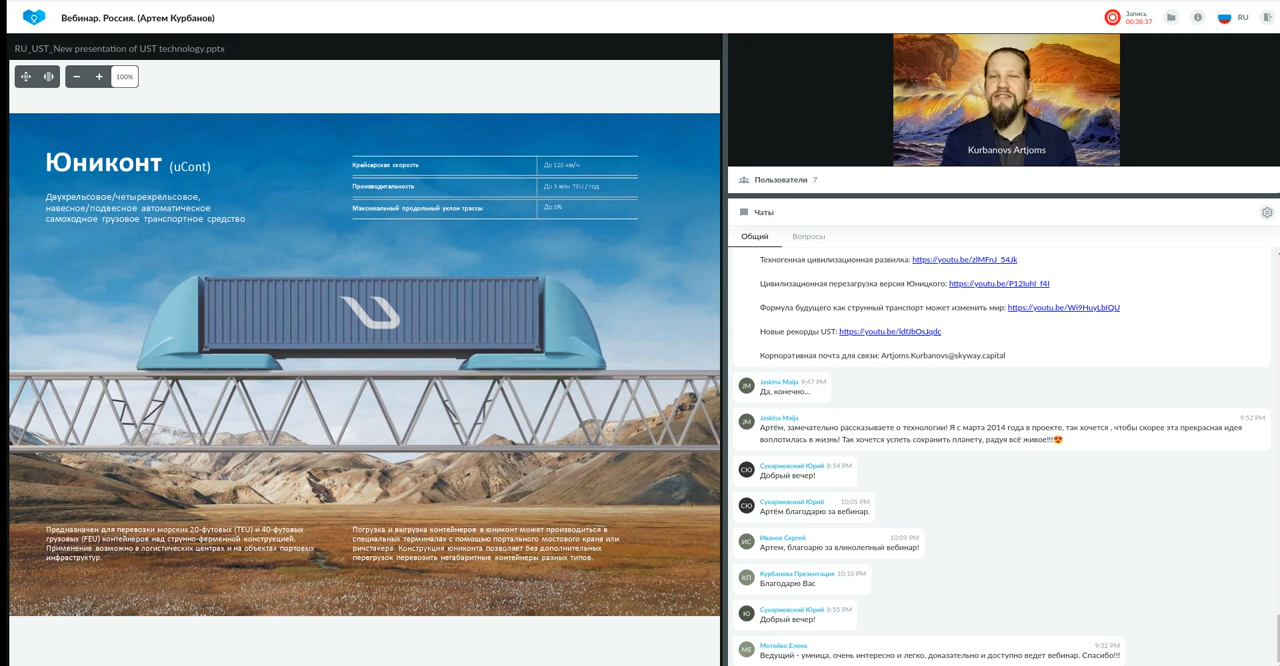 Вебинар. Россия. (Артем Курбанов)
Запись
00:38:37
RU
RU_UST_New presentation of UST technology.pptx
100%
Юниконт (uCont)
Двухрельсовое/четырехрельсовое,
навесное/подвесное автоматическое
самоходное грузовое транспортное средство
Крейсерская скорость До 120 км/ч
Производительность До 5 млн TEU / год
Максимальный продольный уклон трассы До 5%
Предназначен для перевозки морских 20-футовых (TEU) и 40-футовых
грузовых (FEU) контейнеров над струнно-ферменной конструкцией.
Применение возможно в логистических центрах и на объектах портовых
инфраструктур.
Погрузка и выгрузка контейнеров в юниконт может производиться в
специальных терминалах с помощью портального мостового крана или
ричстакера. Конструкция юниконта позволяет без дополнительных
перегрузок перевозить негабаритные контейнеры разных типов.
Kurbanovs Artjoms
Пользователи 7
Чаты
Общий Вопросы
Техногенная цивилизационная развилка: https://youtu.be/zlMFnJ_54Jk
Цивилизационная перезагрузка версия Юницкого: https://youtu.be/P12IuhI_f4I
Формула будущего как струнный транспорт может изменить мир: https://youtu.be/Wi9HuyLbIQU
Новые рекорды UST: https://youtu.be/ldfJbOsJqdc
Корпоративная почта для связи: Artjoms.Kurbanovs@skyway.capital
JM
Jaskina Maija 9:47 PM
Да, конечно...
JM
Jaskina Maija 9:52 PM
Артём, замечательно рассказываете о технологии! Я с марта 2014 года в проекте, так хочется , чтобы скорее эта прекрасная идея
воплотилась в жизнь! Так хочется успеть сохранить планету, радуя всё живое!!!😍
СЮ
Сухаржевский Юрий 8:54 PM
Добрый вечер!
СЮ
Сухаржевский Юрий 10:05 PM
Артём благодарю за вебинар.
ИС
Иванов Сергей 10:09 PM
Артем, благоарю за вликолепный вебинар!
КП
Курбанова Презентация 10:10 PM
Благодарю Вас
Ю
Сухаржевский Юрий 8:55 PM
Добрый вечер!
МЕ
Мотейко Елена 9:32 PM
Ведущий - умница, очень интересно и легко, доказательно и доступно ведет вебинар. Спасибо!!!